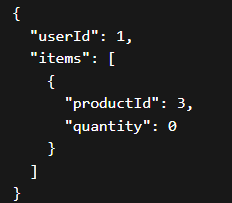 {
  "userId": 1,
  "items": [
    {
      "productId": 3,
      "quantity": 0
    }
  ]
}